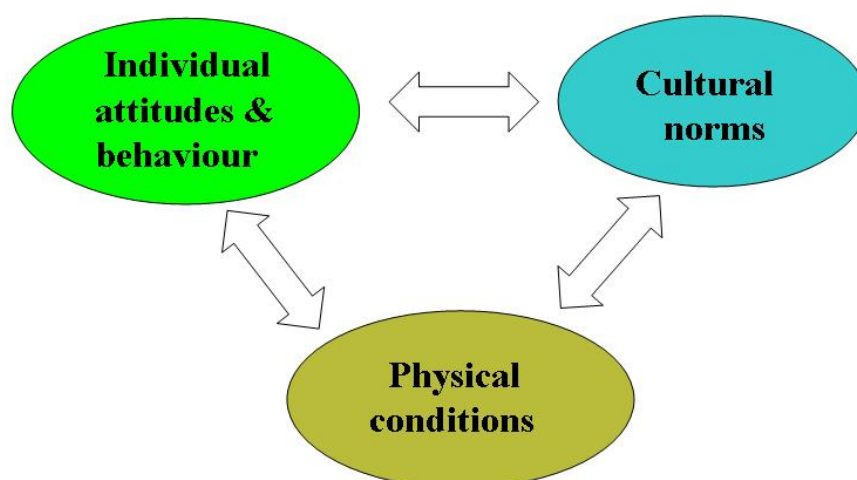 Individual
attitudes &
behaviour
Cultural
norms
Physical
conditions